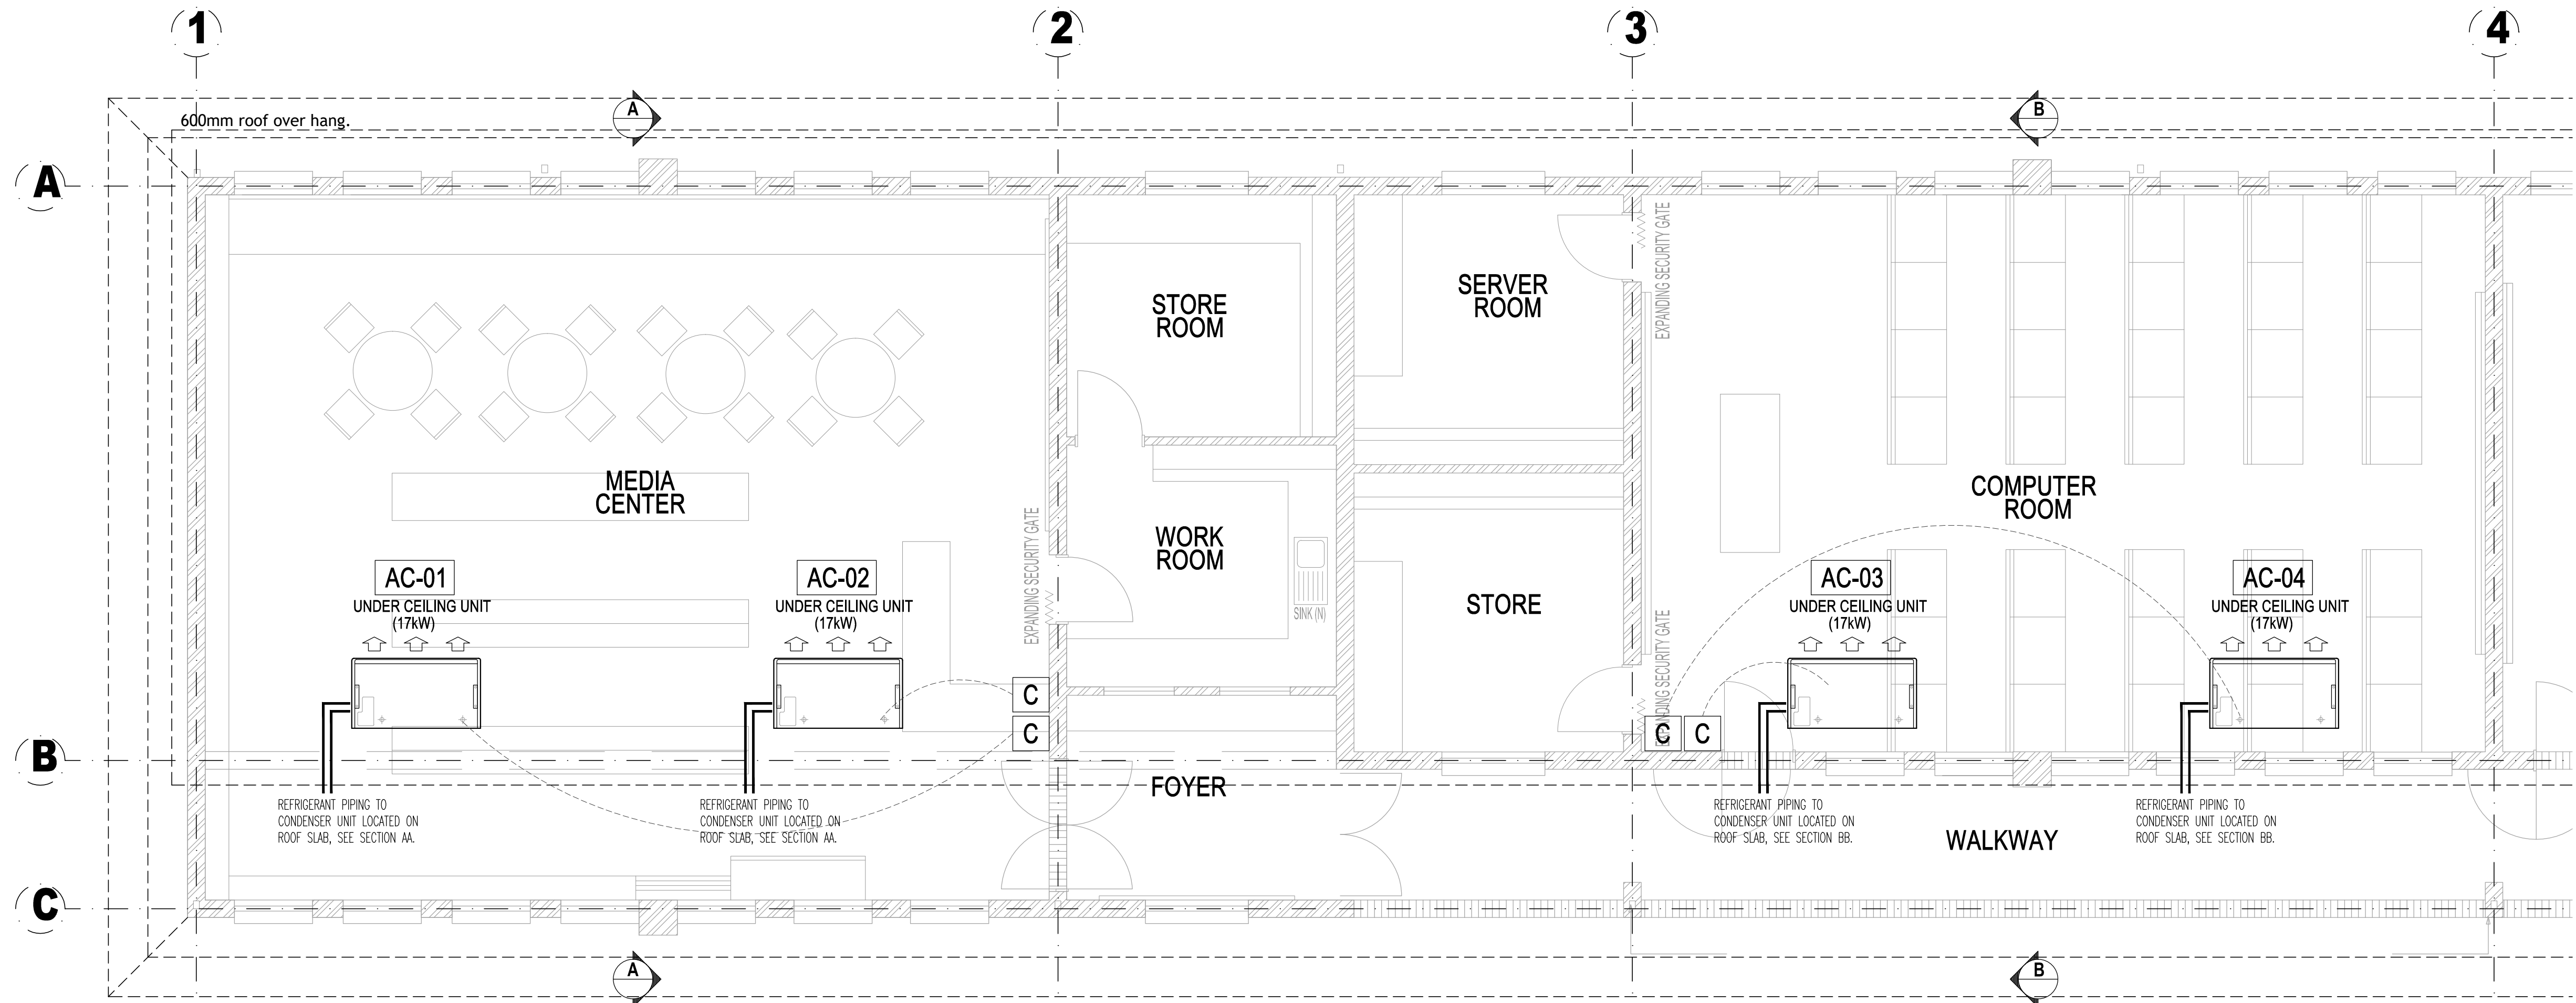 1
2
3
4
A
B
600mm roof over hang.
A
EXPANDING SECURITY GATE
SERVER
ROOM
STORE
ROOM
MEDIA
CENTER
COMPUTER
ROOM
EXPANDING SECURITY GATE
WORK
ROOM
AC-01
UNDER CEILING UNIT
(17kW)
AC-02
UNDER CEILING UNIT
(17kW)
AC-03
UNDER CEILING UNIT
(17kW)
AC-04
UNDER CEILING UNIT
(17kW)
STORE
SINK (N)
EXPANDING SECURITY GATE
C
C
C
C
B
FOYER
REFRIGERANT PIPING TO
CONDENSER UNIT LOCATED ON
ROOF SLAB, SEE SECTION AA.
REFRIGERANT PIPING TO
CONDENSER UNIT LOCATED ON
ROOF SLAB, SEE SECTION AA.
REFRIGERANT PIPING TO
CONDENSER UNIT LOCATED ON
ROOF SLAB, SEE SECTION BB.
REFRIGERANT PIPING TO
CONDENSER UNIT LOCATED ON
ROOF SLAB, SEE SECTION BB.
WALKWAY
C
A
B